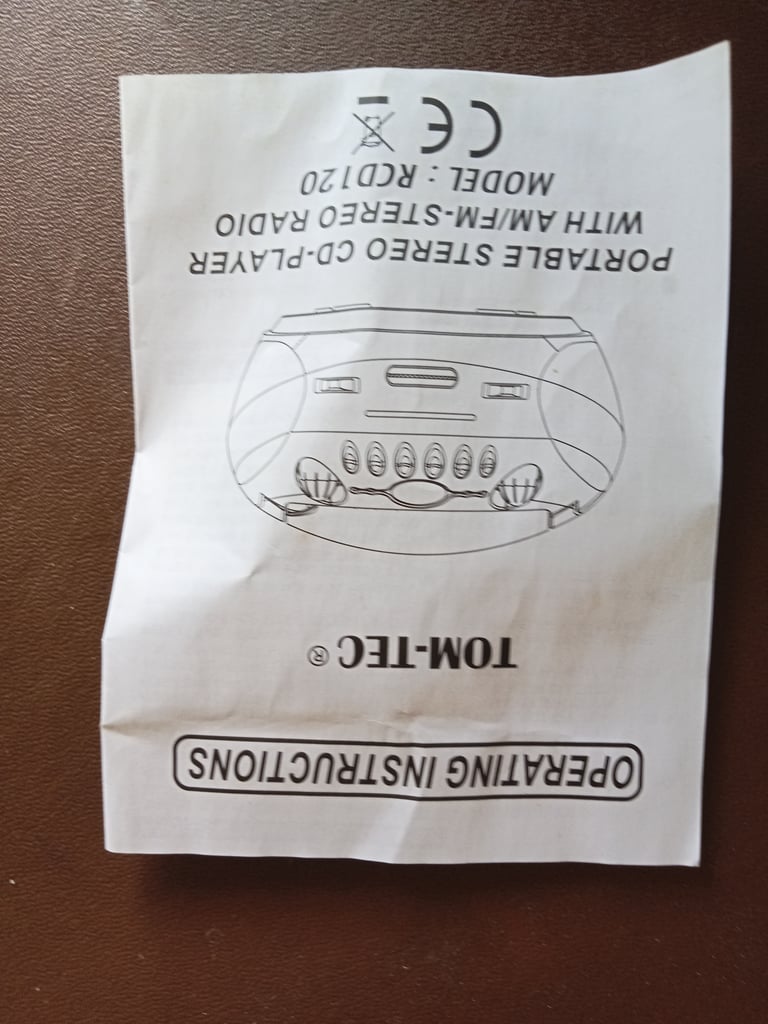 OPERATING INSTRUCTIONS
TOM-TEC ®
PORTABLE STEREO CD-PLAYER
WITH AM/FM-STEREO RADIO
MODEL : RCD120
CE